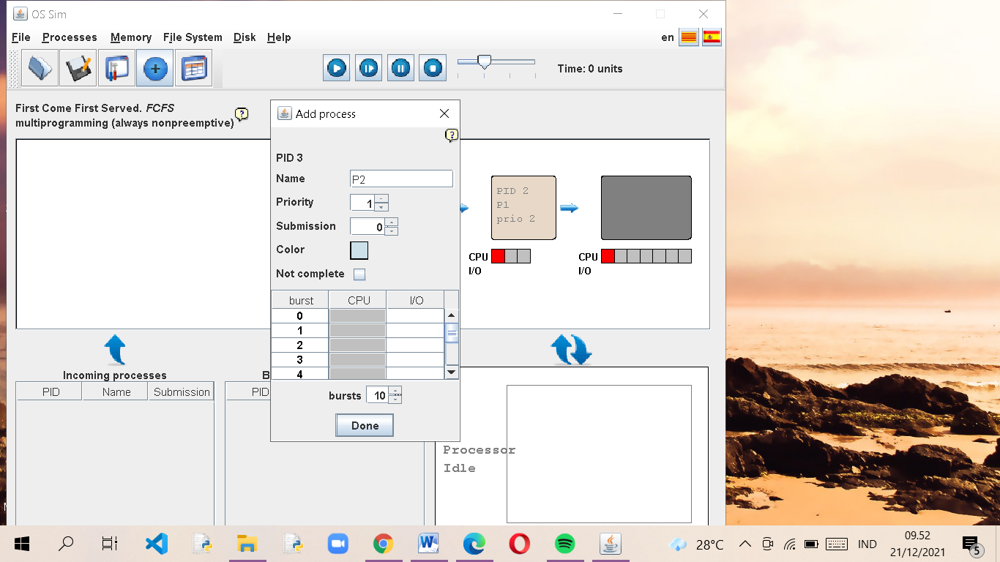 OS Sim
File Processes Memory File System Disk Help
en
Time: 0 units
First Come First Served. FCFS
multiprogramming (always nonpreemptive)
?
Add process
?
PID 3
Name P2
Priority 1
Submission 0
Color
Not complete
burst CPU I/O
0
1
2
3
4
bursts 10
Done
PID 2
P1
prio 2
CPU
I/O
CPU
I/O
Incoming processes
PID Name Submission
B
PID
Processor
Idle
28°C
IND
09.52
21/12/2021
5